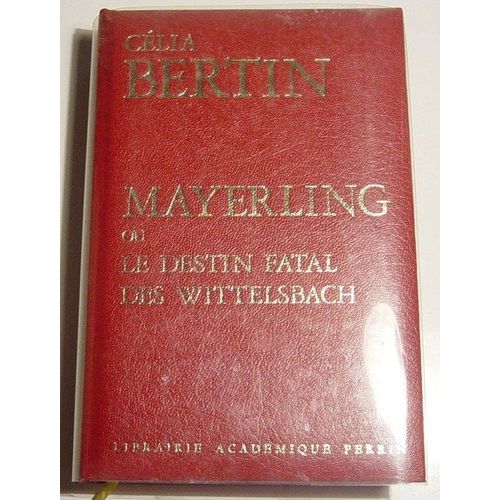 CÉLIA
BERTIN
MAYERLING
OU
LE DESTIN FATAL
DES WITTELSBACH
LIBRAIRIE ACADÉMIQUE PERRIN